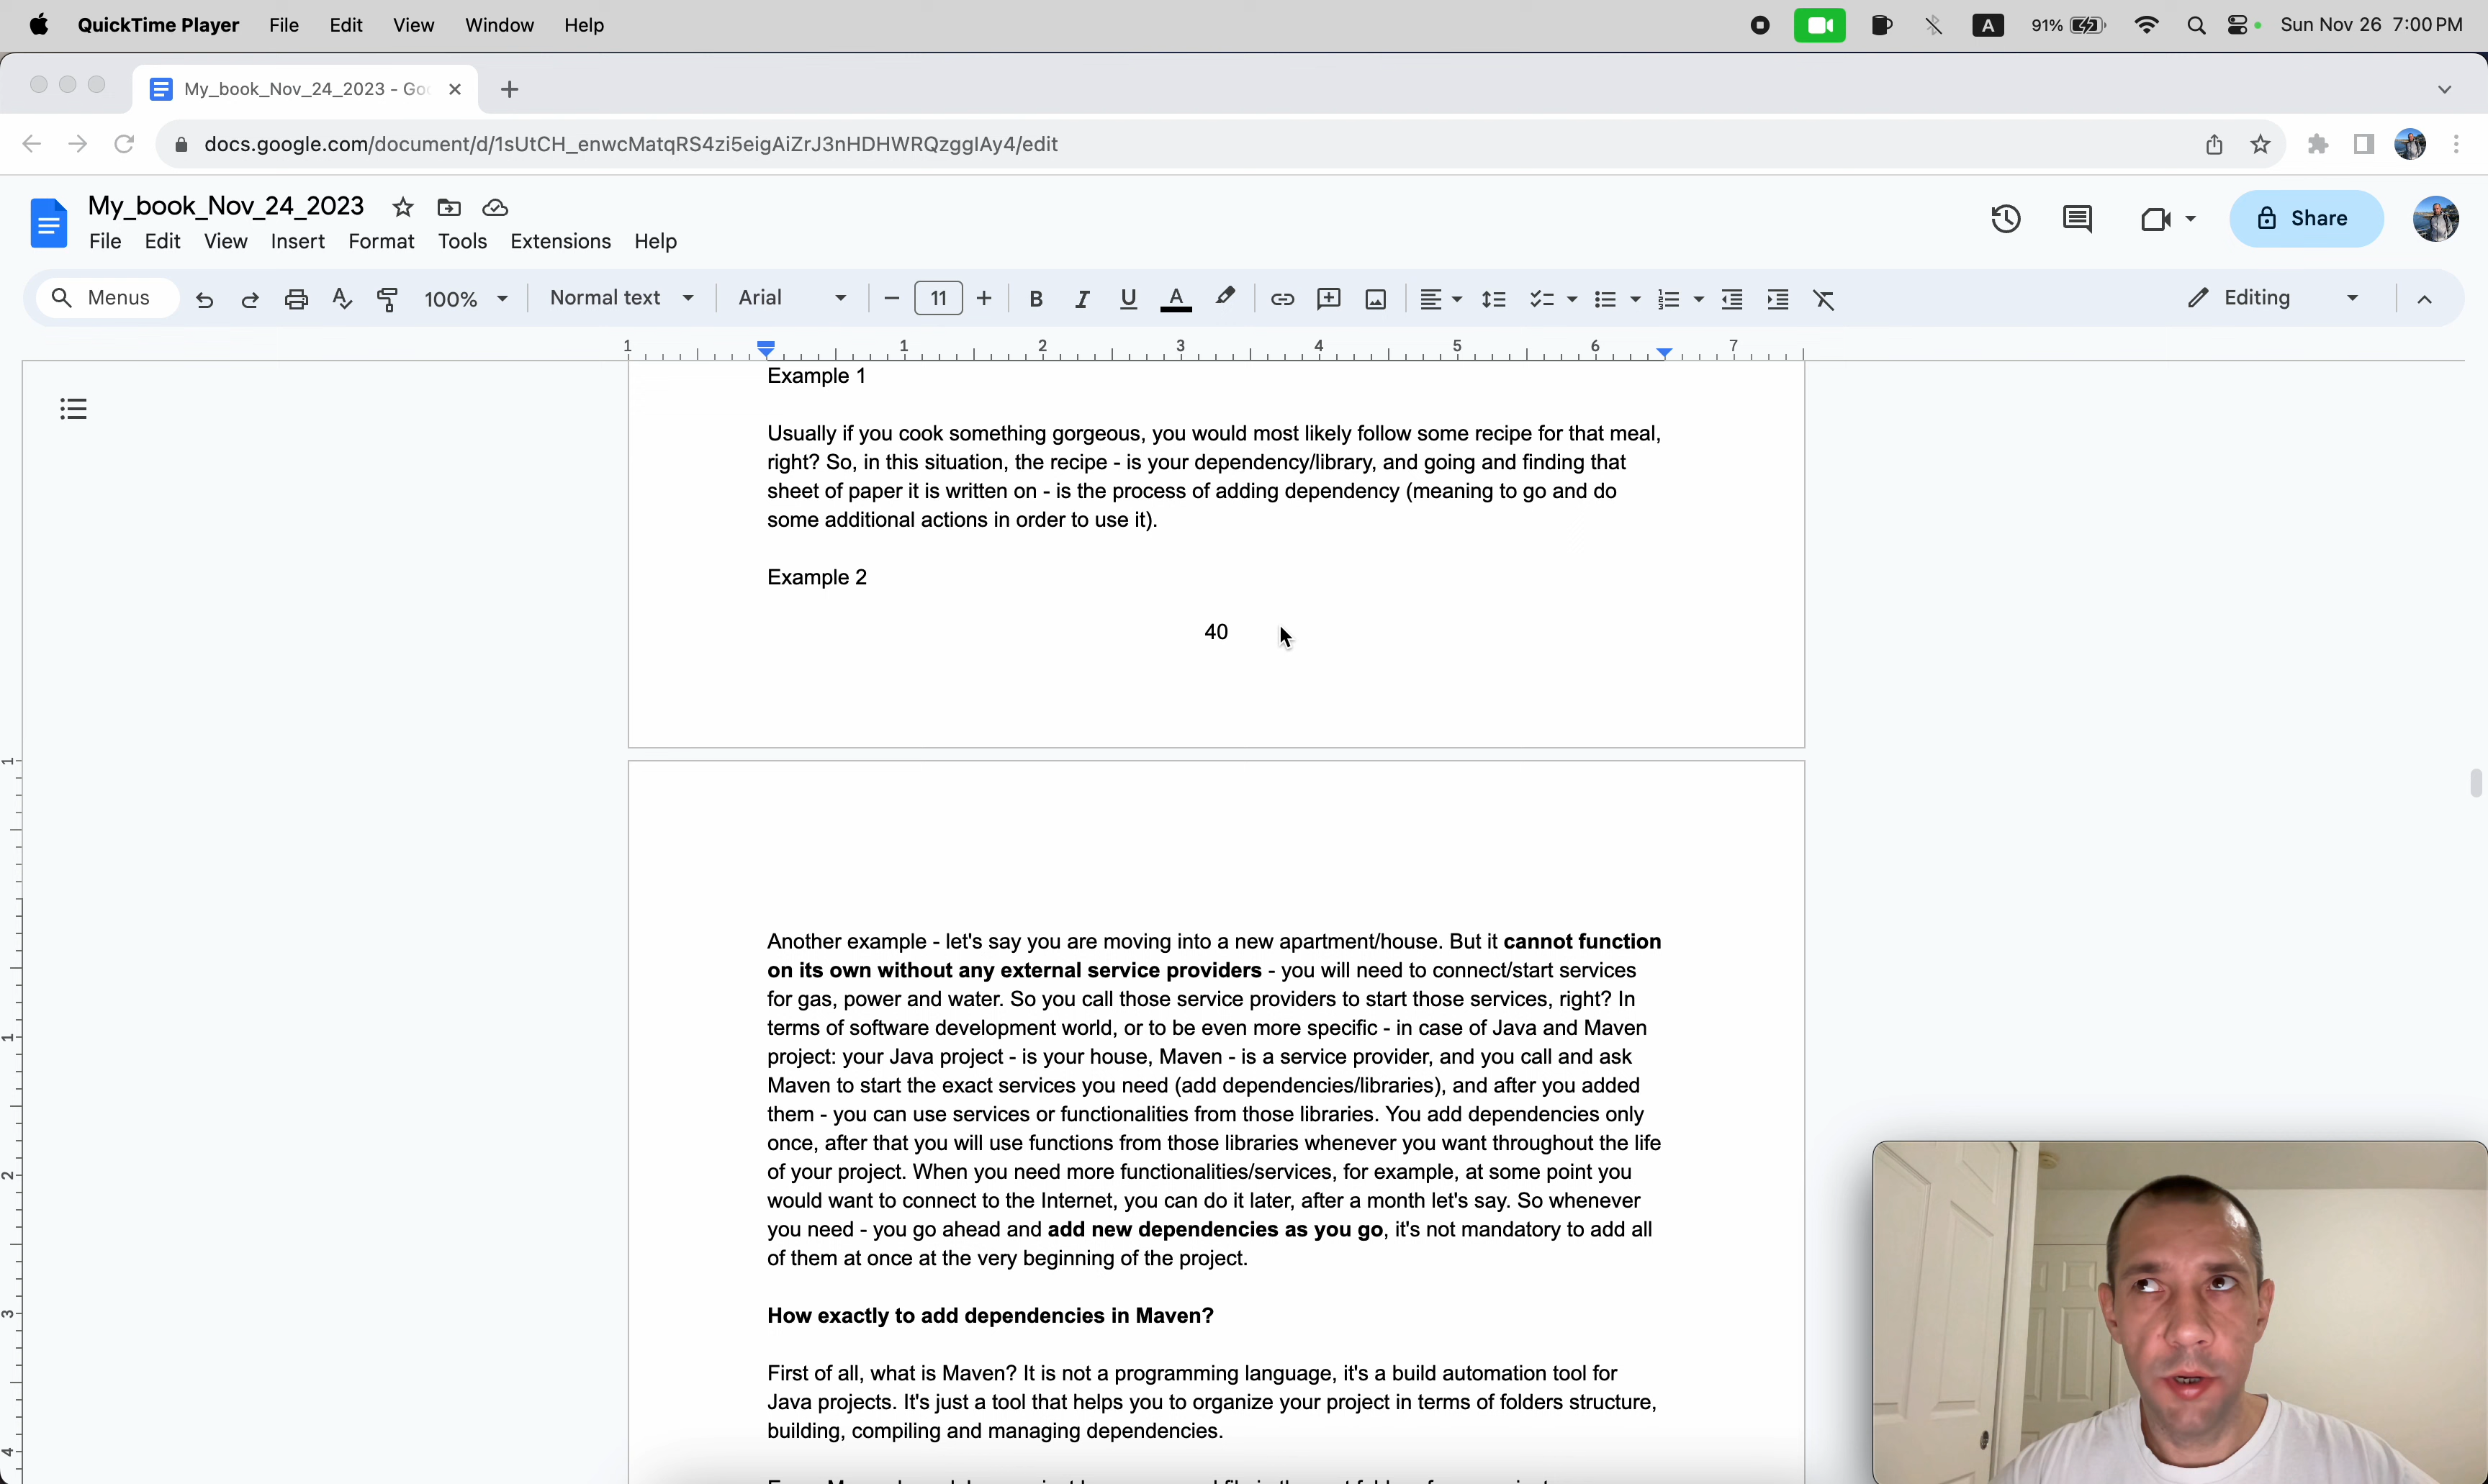 QuickTime Player File Edit View Window Help A 91% Sun Nov 26 7:00 PM
My_book_Nov_24_2023 - Goo
docs.google.com/document/d/1sUtCH_enwcMatqRS4zi5eigAiZrJ3nHDHWRQzgglAy4/edit
My_book_Nov_24_2023
File Edit View Insert Format Tools Extensions Help
Share
Menus 100% Normal text Arial 11 B I U A Editing
1 1 2 3 4 5 6 7
Example 1
Usually if you cook something gorgeous, you would most likely follow some recipe for that meal,
right? So, in this situation, the recipe - is your dependency/library, and going and finding that
sheet of paper it is written on - is the process of adding dependency (meaning to go and do
some additional actions in order to use it).
Example 2
40
1
Another example - let's say you are moving into a new apartment/house. But it cannot function
on its own without any external service providers - you will need to connect/start services
for gas, power and water. So you call those service providers to start those services, right? In
terms of software development world, or to be even more specific - in case of Java and Maven
1
project: your Java project - is your house, Maven - is a service provider, and you call and ask
Maven to start the exact services you need (add dependencies/libraries), and after you added
them - you can use services or functionalities from those libraries. You add dependencies only
once, after that you will use functions from those libraries whenever you want throughout the life
of your project. When you need more functionalities/services, for example, at some point you
2
would want to connect to the Internet, you can do it later, after a month let's say. So whenever
you need - you go ahead and add new dependencies as you go, it's not mandatory to add all
of them at once at the very beginning of the project.
3
How exactly to add dependencies in Maven?
First of all, what is Maven? It is not a programming language, it's a build automation tool for
Java projects. It's just a tool that helps you to organize your project in terms of folders structure,
building, compiling and managing dependencies.
4